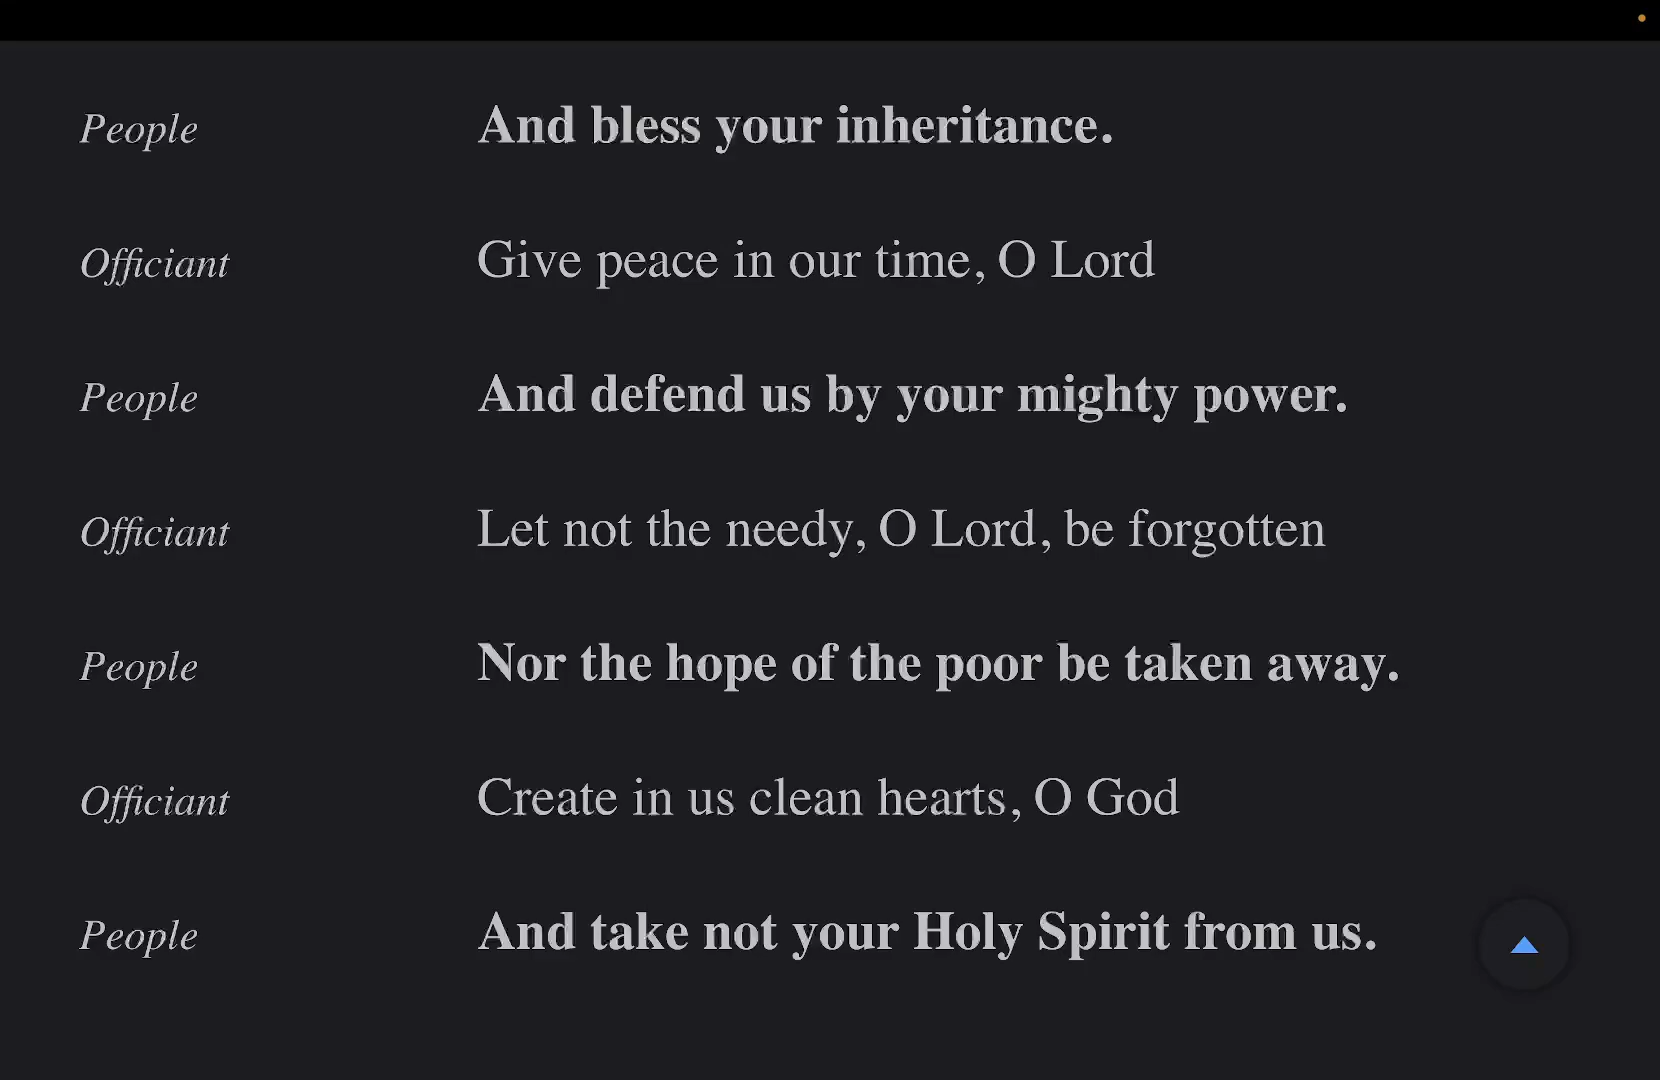 People And bless your inheritance.
Officiant Give peace in our time, O Lord
People And defend us by your mighty power.
Officiant Let not the needy, O Lord, be forgotten
People Nor the hope of the poor be taken away.
Officiant Create in us clean hearts, O God
People And take not your Holy Spirit from us.